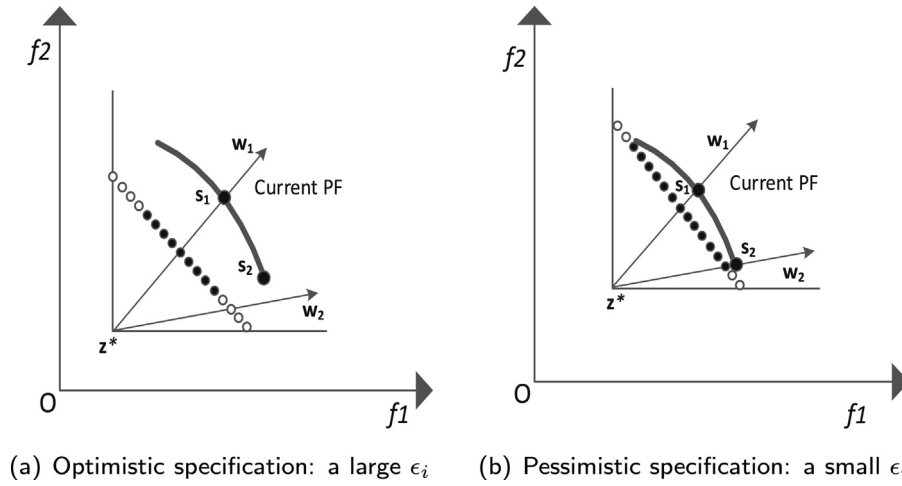 f2
w₁
Current PF
s₁
s₂
w₂
z*
O
f1
(a) Optimistic specification: a large ϵᵢ
f2
w₁
s₁
Current PF
s₂
w₂
z*
O
f1
(b) Pessimistic specification: a small ϵ